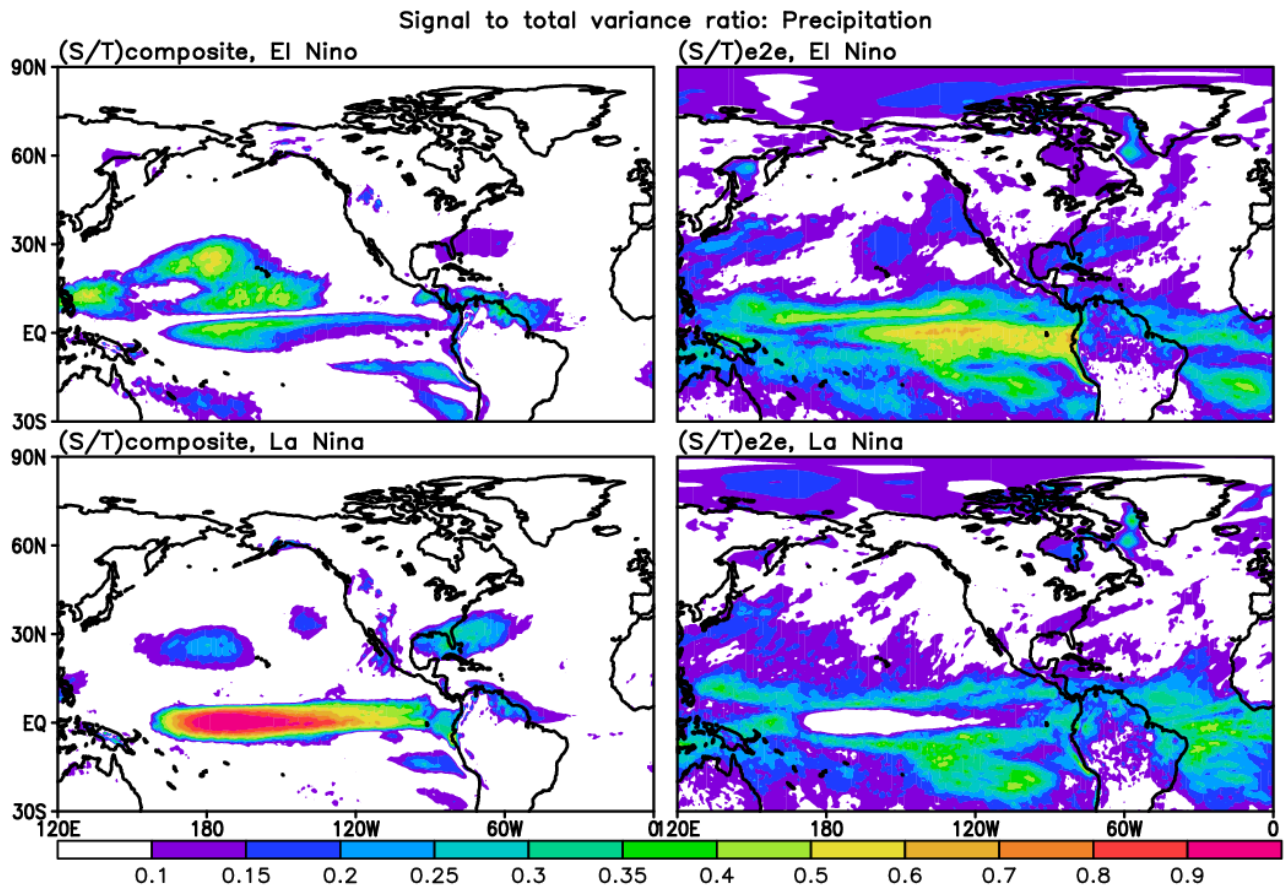 Signal to total variance ratio: Precipitation
(S/T)composite, El Nino
(S/T)e2e, El Nino
90N
60N
30N
EQ
30S
(S/T)composite, La Nina
(S/T)e2e, La Nina
90N
60N
30N
EQ
30S
120E 180 120W 60W 0 120E 180 120W 60W 0
0.1 0.15 0.2 0.25 0.3 0.35 0.4 0.5 0.6 0.7 0.8 0.9